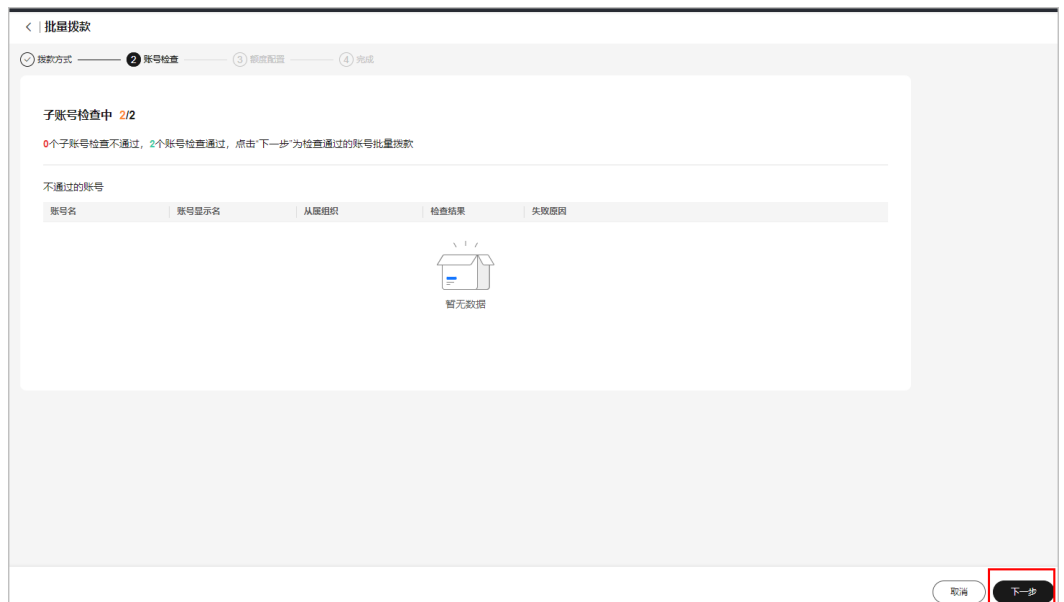 批量拨款
拨款方式 2 账号检查 3 额度配置 4 完成
子账号检查中 2/2
0个子账号检查不通过，2个账号检查通过，点击“下一步”为检查通过的账号批量拨款
不通过的账号
账号名 账号显示名 从属组织 检查结果 失败原因
暂无数据
取消 下一步